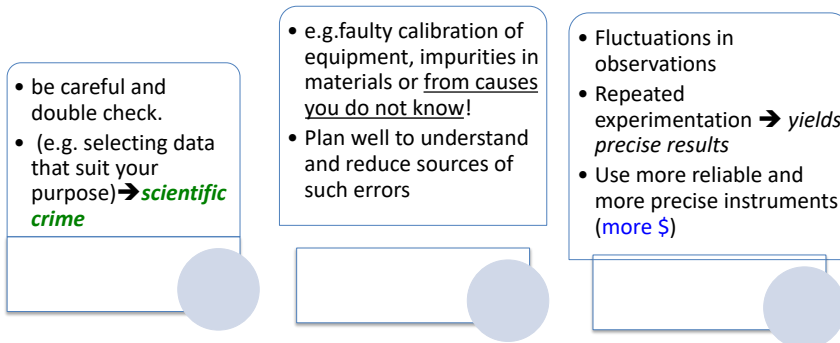 • be careful and
double check.
• (e.g. selecting data
that suit your
purpose)➔scientific
crime
• e.g.faulty calibration of
equipment, impurities in
materials or from causes
you do not know!
• Plan well to understand
and reduce sources of
such errors
• Fluctuations in
observations
• Repeated
experimentation ➔ yields
precise results
• Use more reliable and
more precise instruments
(more $)